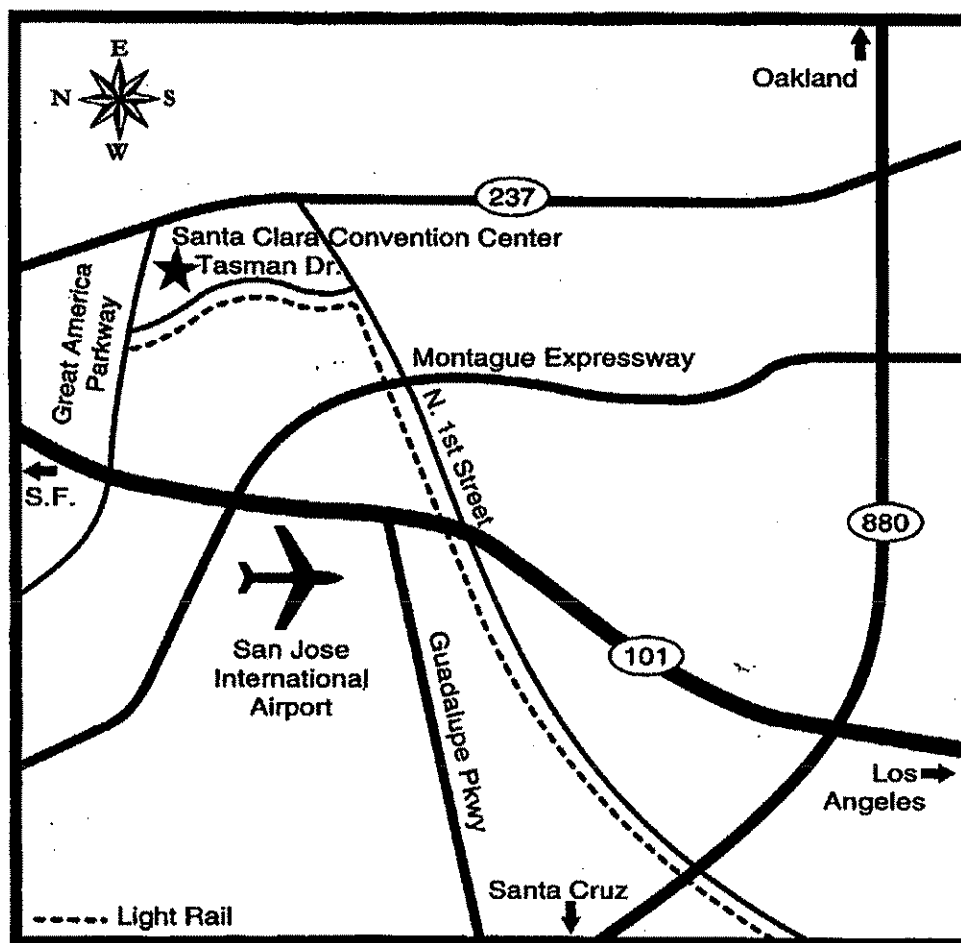 E
N
S
W
Oakland
237
Santa Clara Convention Center
Tasman Dr.
Great America
Parkway
Montague Expressway
N. 1st Street
S.F.
880
San Jose
International
Airport
Guadalupe Pkwy
101
Los
Angeles
Santa Cruz
Light Rail